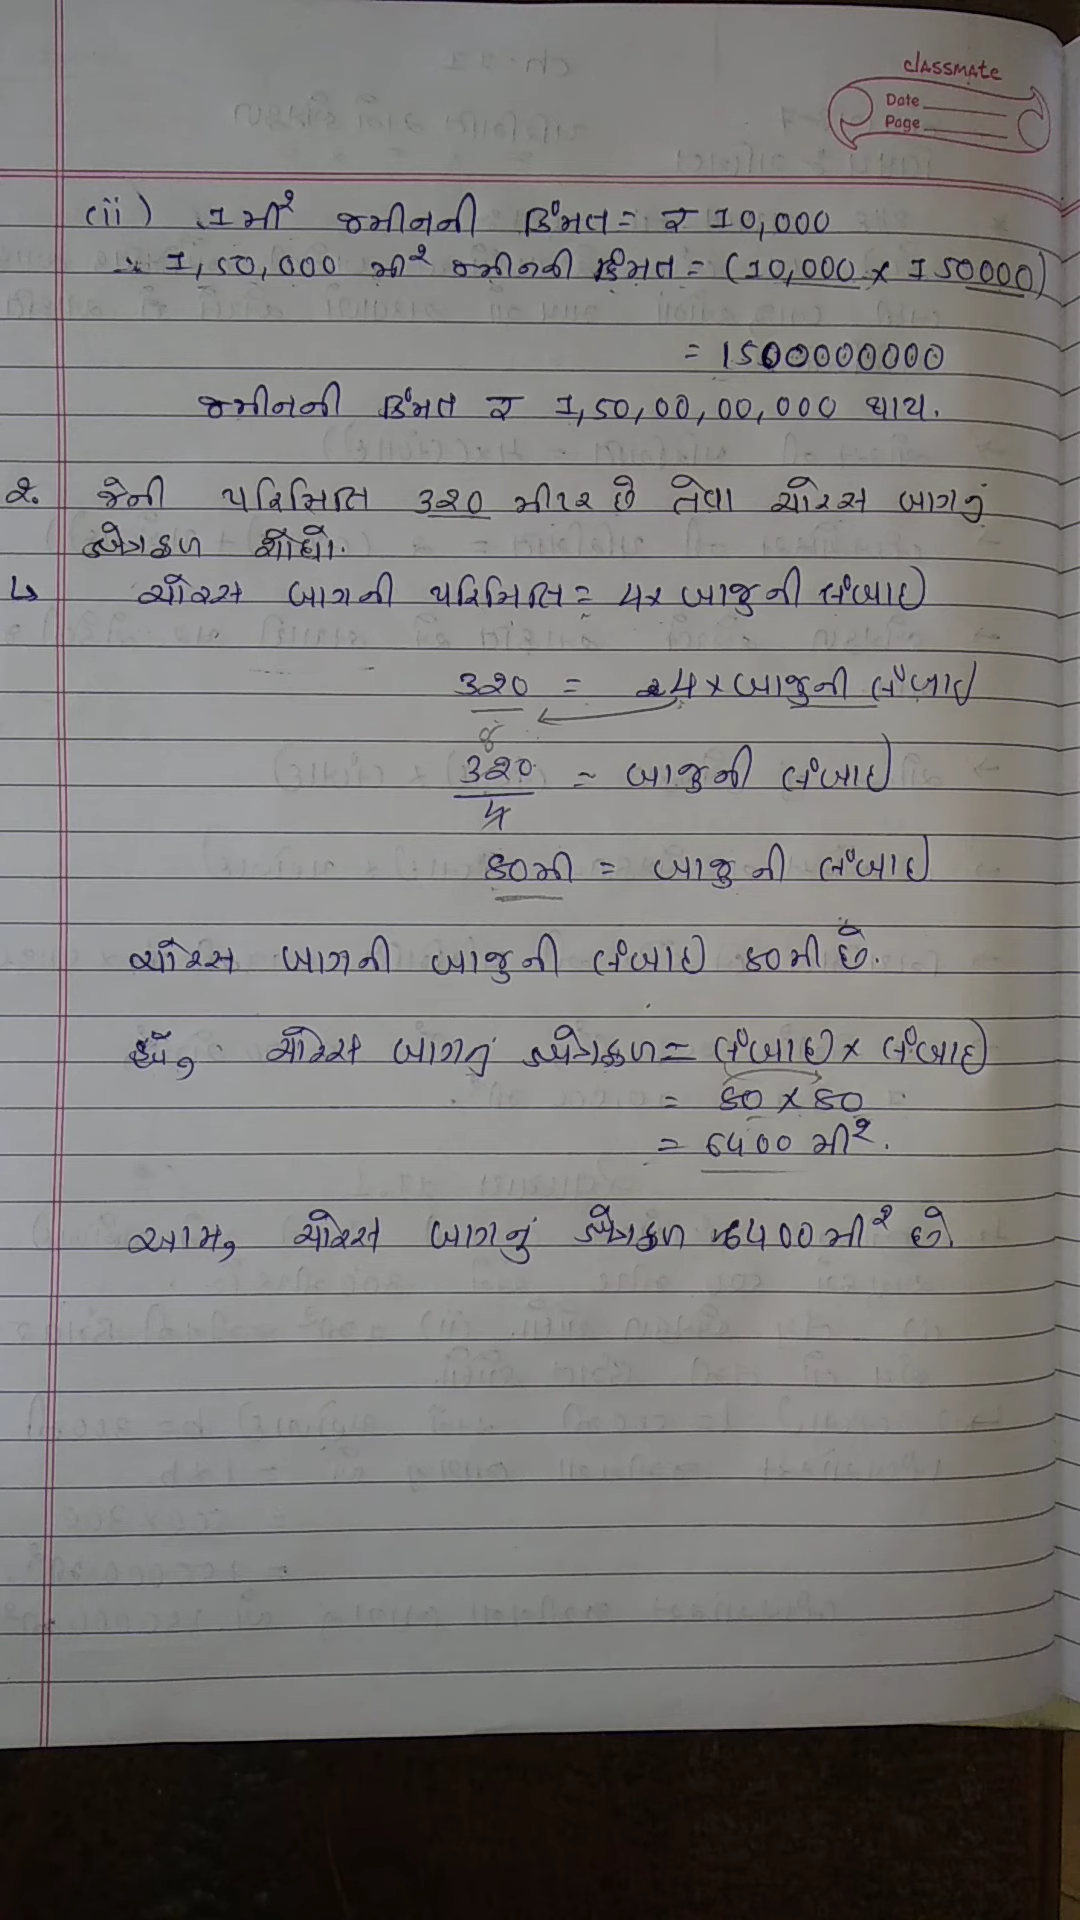 classmate
Date
Page
(ii) 1 મી² જમીનની કિંમત = ₹ 10,000
∴ 1,50,000 મી² જમીનની કિંમત = (10,000 × 150000)
= 1500000000
જમીનની કિંમત ₹ 1,50,00,00,000 થાય.
2. જેની પરિમિતિ 320 મીટર છે તેવા ચોરસ બાગનું
ક્ષેત્રફળ શોધો.
↳ ચોરસ બાગની પરિમિતિ = 4 × બાજુની લંબાઇ
320 = 4 × બાજુની લંબાઇ
320/4 = બાજુની લંબાઇ
80મી = બાજુની લંબાઇ
ચોરસ બાગની બાજુની લંબાઇ 80મી છે.
હવે, ચોરસ બાગનું ક્ષેત્રફળ = લંબાઇ × લંબાઇ
= 80 × 80
= 6400 મી².
આમ, ચોરસ બાગનું ક્ષેત્રફળ 6400 મી² છે.